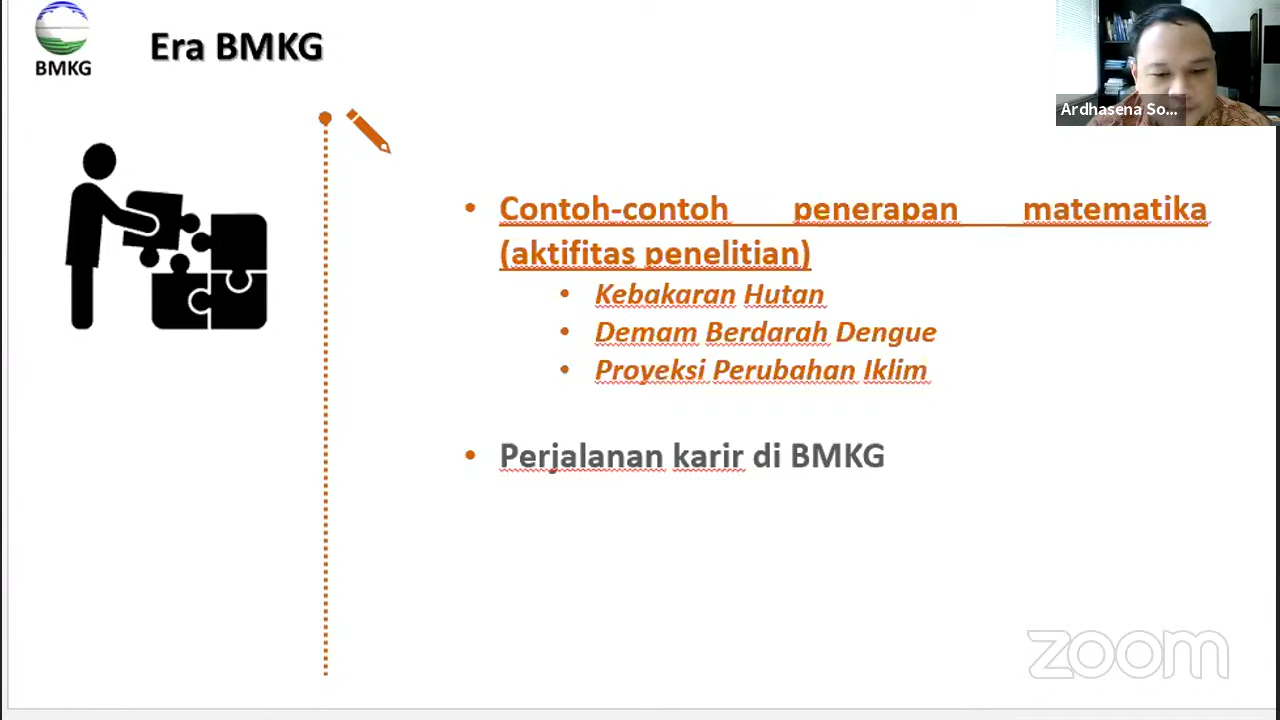 BMKG
Era BMKG
Ardhasena So...
• Contoh-contoh penerapan matematika
(aktifitas penelitian)
• Kebakaran Hutan
• Demam Berdarah Dengue
• Proyeksi Perubahan Iklim
• Perjalanan karir di BMKG
zoom